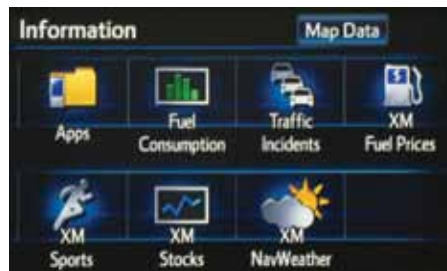 Information
Map Data
Apps
Fuel
Consumption
Traffic
Incidents
XM
Fuel Prices
XM
Sports
XM
Stocks
XM
NavWeather